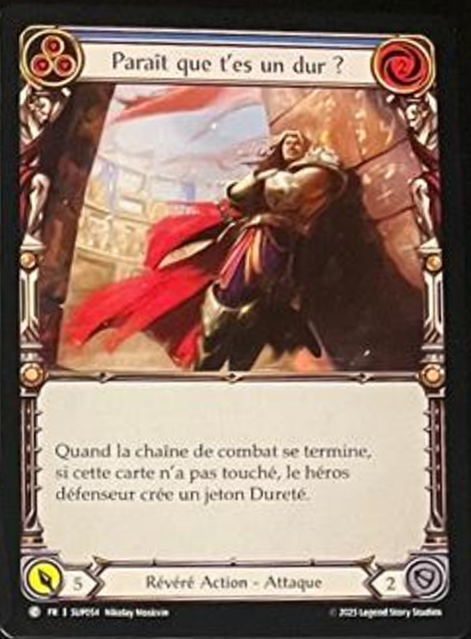 Paraît que t'es un dur ?
2
Quand la chaîne de combat se termine,
si cette carte n'a pas touché, le héros
défenseur crée un jeton Dureté.
5
Révéré Action - Attaque
2
C FR SUP054 Nikolay Moskvin
© 2025 Legend Story Studios